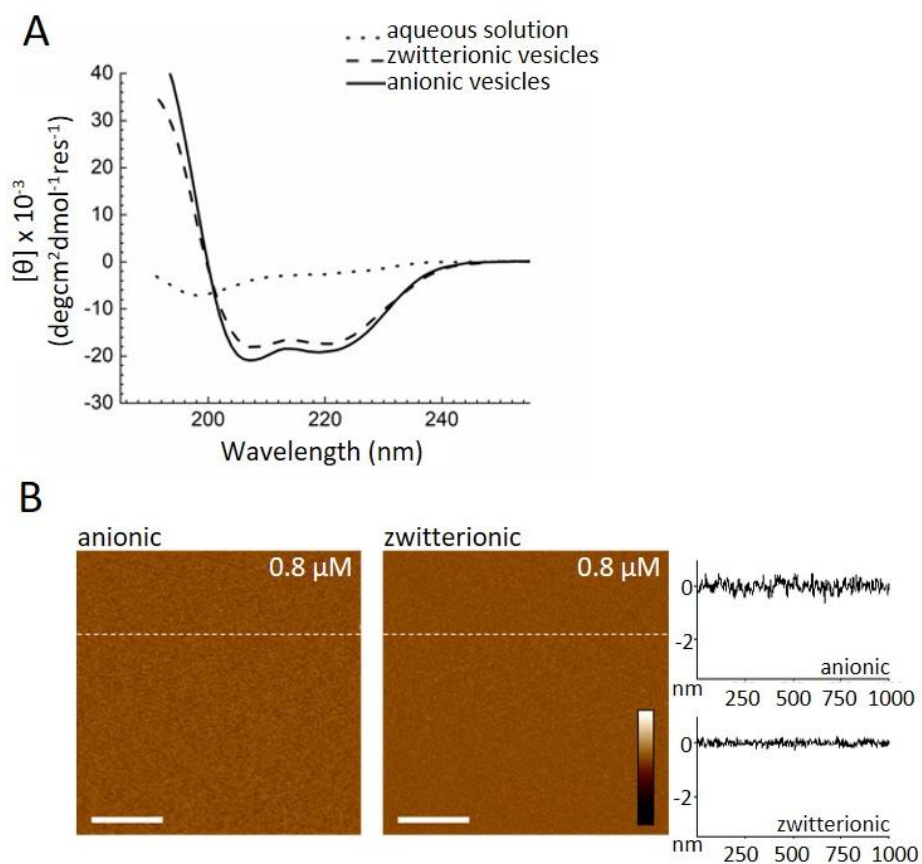 A
aqueous solution
zwitterionic vesicles
anionic vesicles
40
30
20
10
0
-10
-20
-30
[θ] x 10⁻³
(degcm²dmol⁻¹res⁻¹)
200
220
240
Wavelength (nm)
B
anionic
zwitterionic
0.8 µM
0.8 µM
0
-2
anionic
nm
250
500
750
1000
0
-2
zwitterionic
nm
250
500
750
1000